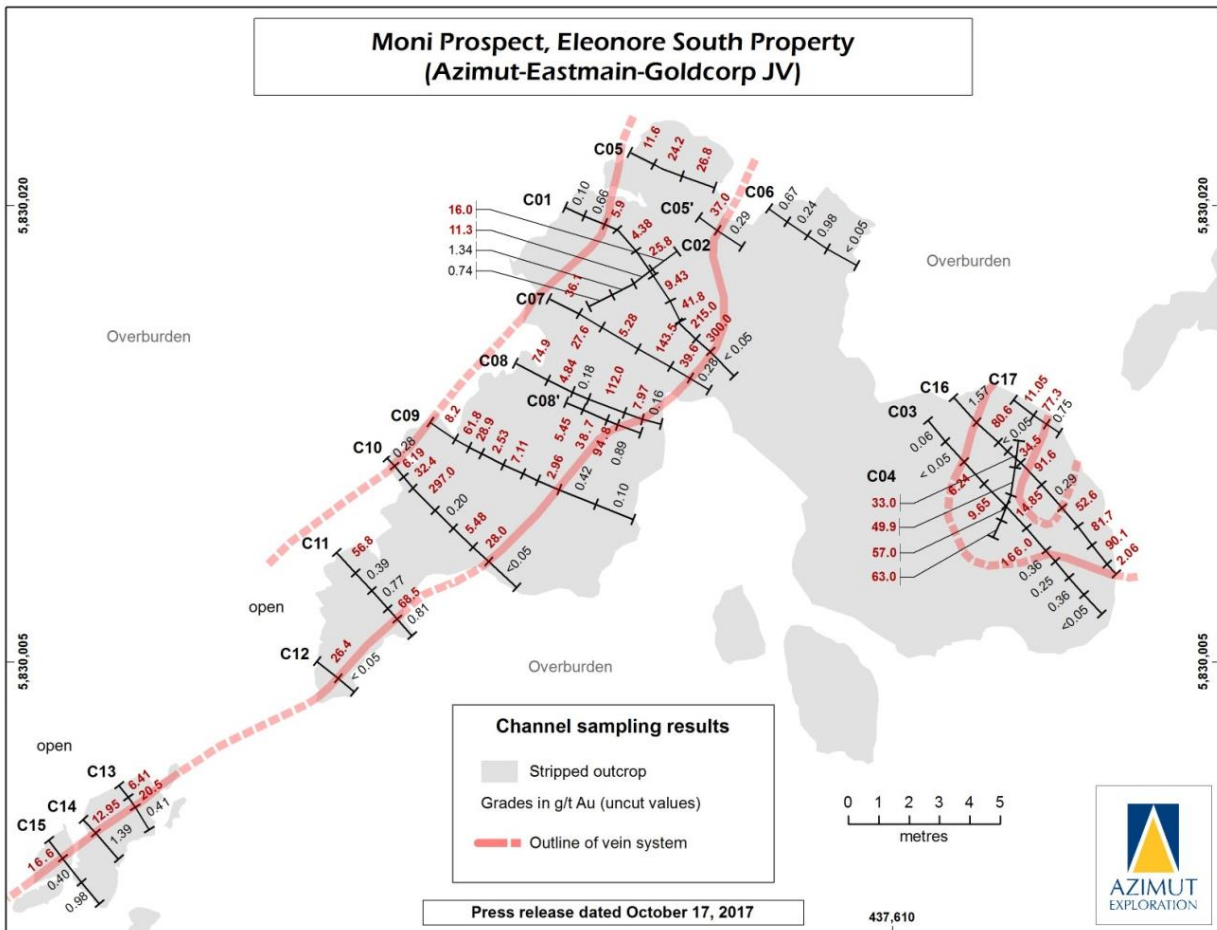 Moni Prospect, Eleonore South Property
(Azimut-Eastmain-Goldcorp JV)
5,830,020
5,830,020
C05
11.6
24.2
26.8
C01
0.10
0.66
5.9
4.38
9.43
41.8
215.0
300.0
< 0.05
C05'
37.0
0.29
C06
0.67
0.24
0.98
< 0.05
Overburden
16.0
11.3
1.34
0.74
25.8
C02
Overburden
C07
36.1
27.6
5.28
143.5
39.6
0.28
C08
74.9
4.84
0.18
112.0
7.97
0.16
C08'
5.45
38.7
94.8
0.89
C09
8.2
61.8
28.9
2.53
7.11
2.96
0.42
0.10
C10
0.28
6.19
32.4
297.0
0.20
5.48
28.0
<0.05
C16
1.57
80.6
< 0.05
34.5
91.6
0.29
52.6
81.7
90.1
2.06
C17
11.05
77.3
0.75
C03
0.06
< 0.05
6.24
9.65
14.85
166.0
0.36
0.25
0.36
<0.05
C04
33.0
49.9
57.0
63.0
C11
56.8
0.39
0.77
68.5
0.81
open
C12
26.4
< 0.05
Overburden
5,830,005
5,830,005
open
C13
6.41
20.5
0.41
C14
12.95
1.39
C15
16.6
0.40
0.98
Channel sampling results
Stripped outcrop
Grades in g/t Au (uncut values)
Outline of vein system
0 1 2 3 4 5
metres
AZIMUT
EXPLORATION
Press release dated October 17, 2017
437,610